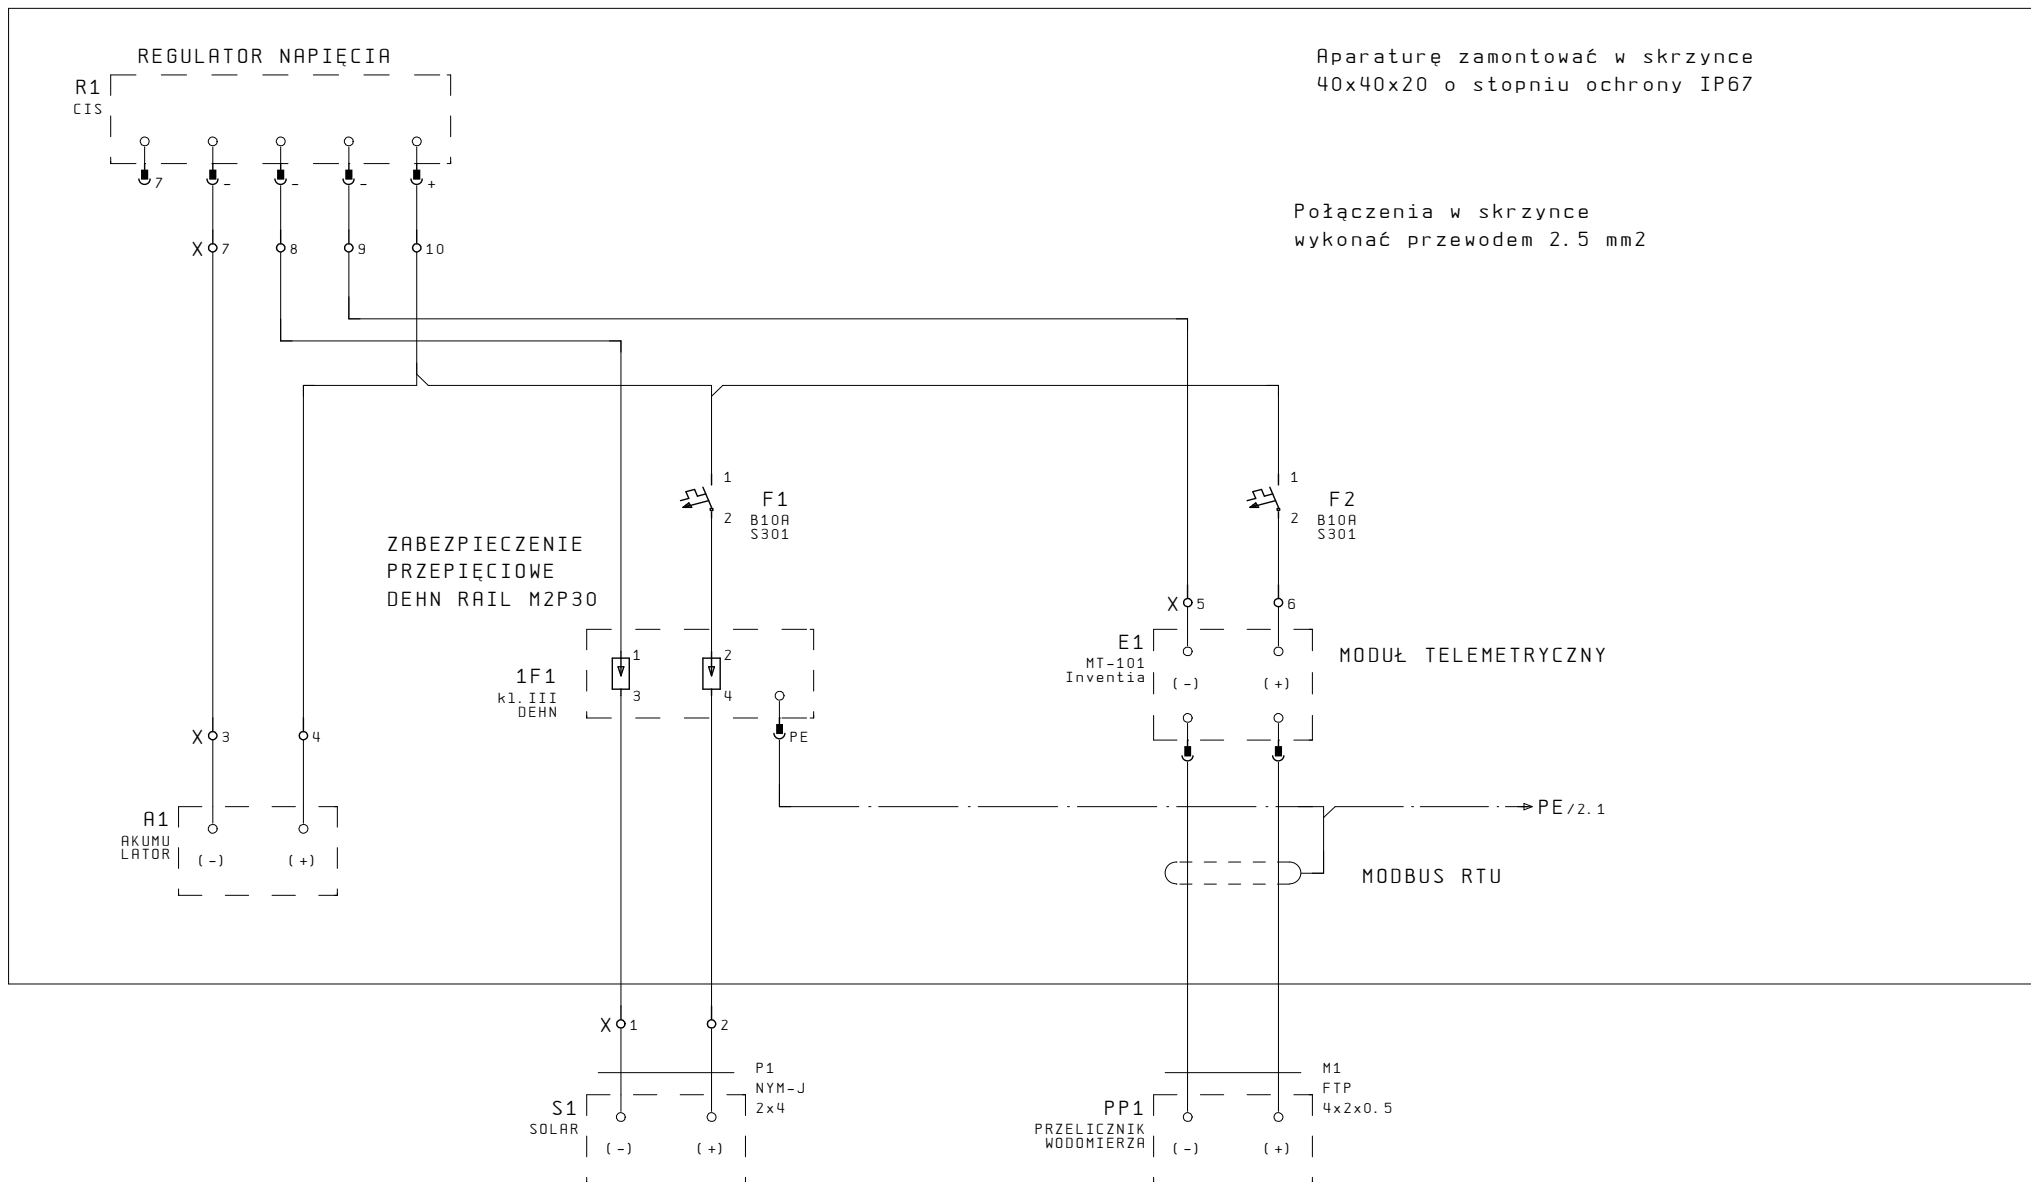 REGULATOR NAPIĘCIA
R1
CIS
7
-
-
-
+
X 7
8
9
10
Aparaturę zamontować w skrzynce
40x40x20 o stopniu ochrony IP67
Połączenia w skrzynce
wykonać przewodem 2.5 mm2
1
2
F1
B10A
S301
1
2
F2
B10A
S301
ZABEZPIECZENIE
PRZEPIĘCIOWE
DEHN RAIL M2P30
1F1
kl.III
DEHN
1
3
2
4
PE
X 5
6
E1
MT-101
Inventia
(-)
(+)
MODUŁ TELEMETRYCZNY
X 3
4
A1
AKUMU
LATOR
(-)
(+)
PE/2.1
MODBUS RTU
X 1
2
P1
NYM-J
2x4
S1
SOLAR
(-)
(+)
M1
FTP
4x2x0.5
PP1
PRZELICZNIK
WODOMIERZA
(-)
(+)